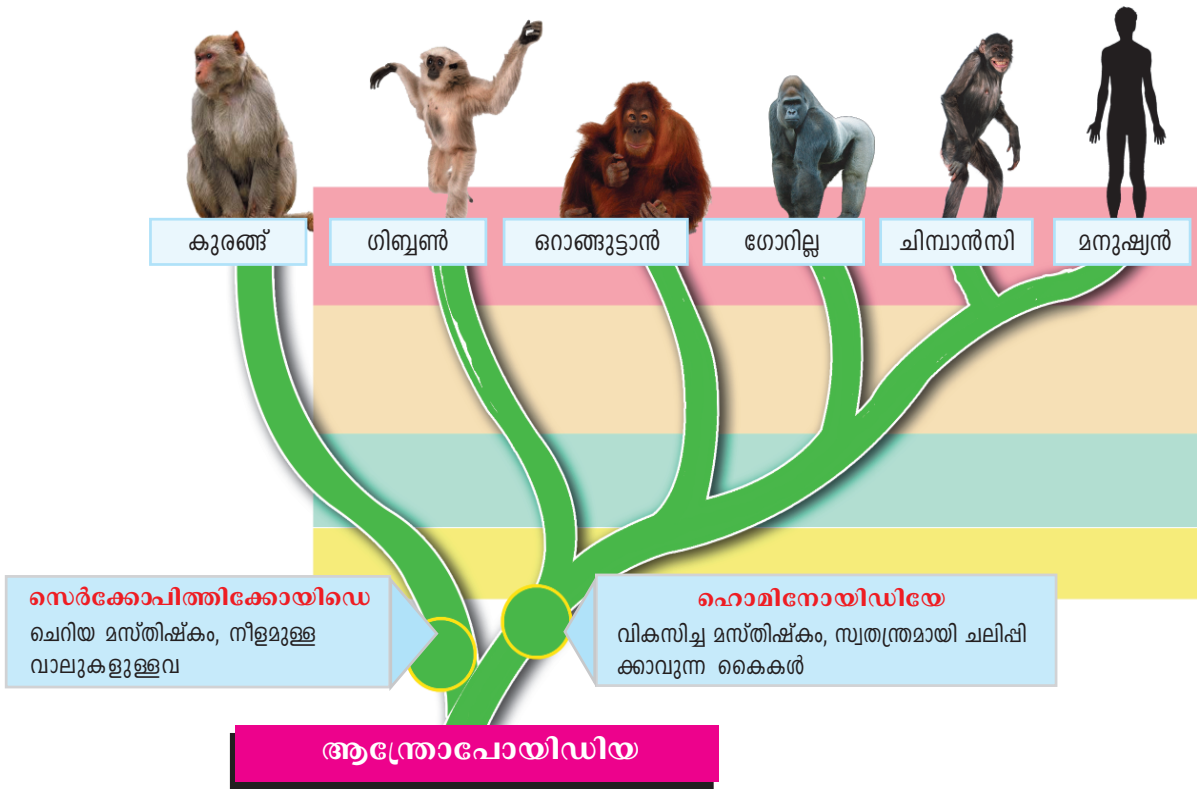 കുരങ്ങ്
ഗിബ്ബൺ
ഒറാങ്ങുട്ടാൻ
ഗോറില്ല
ചിമ്പാൻസി
മനുഷ്യൻ
സെർക്കോപിത്തിക്കോയിഡെ
ചെറിയ മസ്തിഷ്കം, നീളമുള്ള
വാലുകളുള്ളവ
ഹൊമിനോയിഡിയേ
വികസിച്ച മസ്തിഷ്കം, സ്വതന്ത്രമായി ചലിപ്പി
ക്കാവുന്ന കൈകൾ
ആന്ത്രോപോയിഡിയ